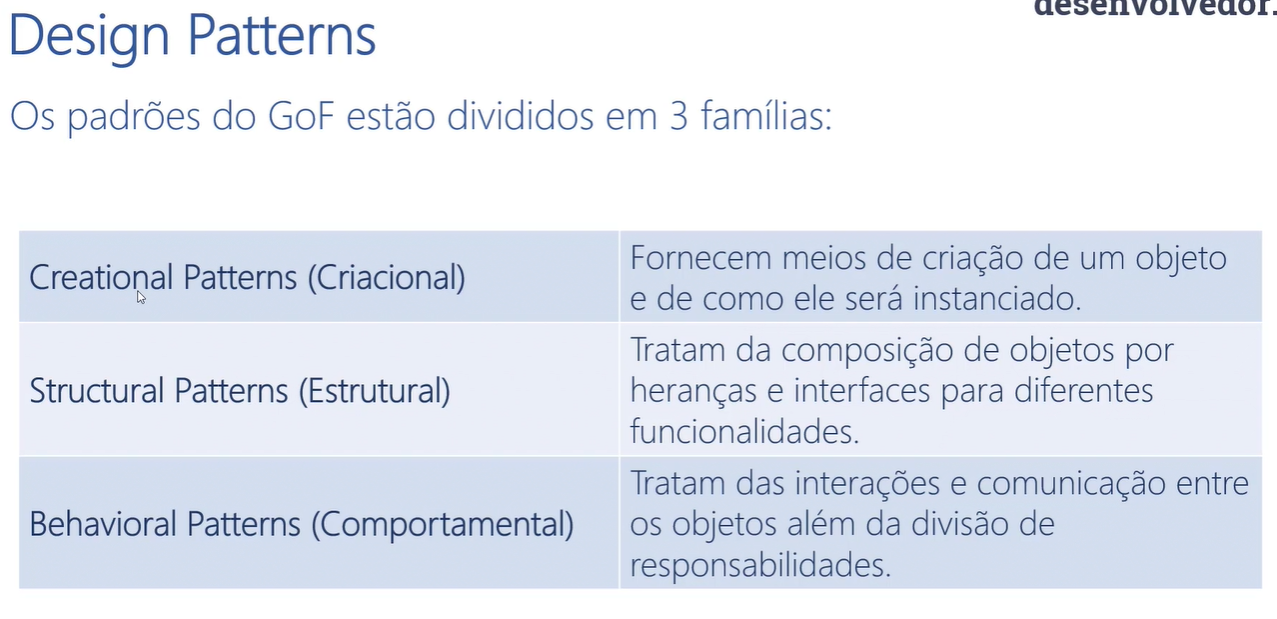 desenvolvedor.
Design Patterns
Os padrões do GoF estão divididos em 3 famílias:
Creational Patterns (Criacional)
Fornecem meios de criação de um objeto
e de como ele será instanciado.
Structural Patterns (Estrutural)
Tratam da composição de objetos por
heranças e interfaces para diferentes
funcionalidades.
Behavioral Patterns (Comportamental)
Tratam das interações e comunicação entre
os objetos além da divisão de
responsabilidades.